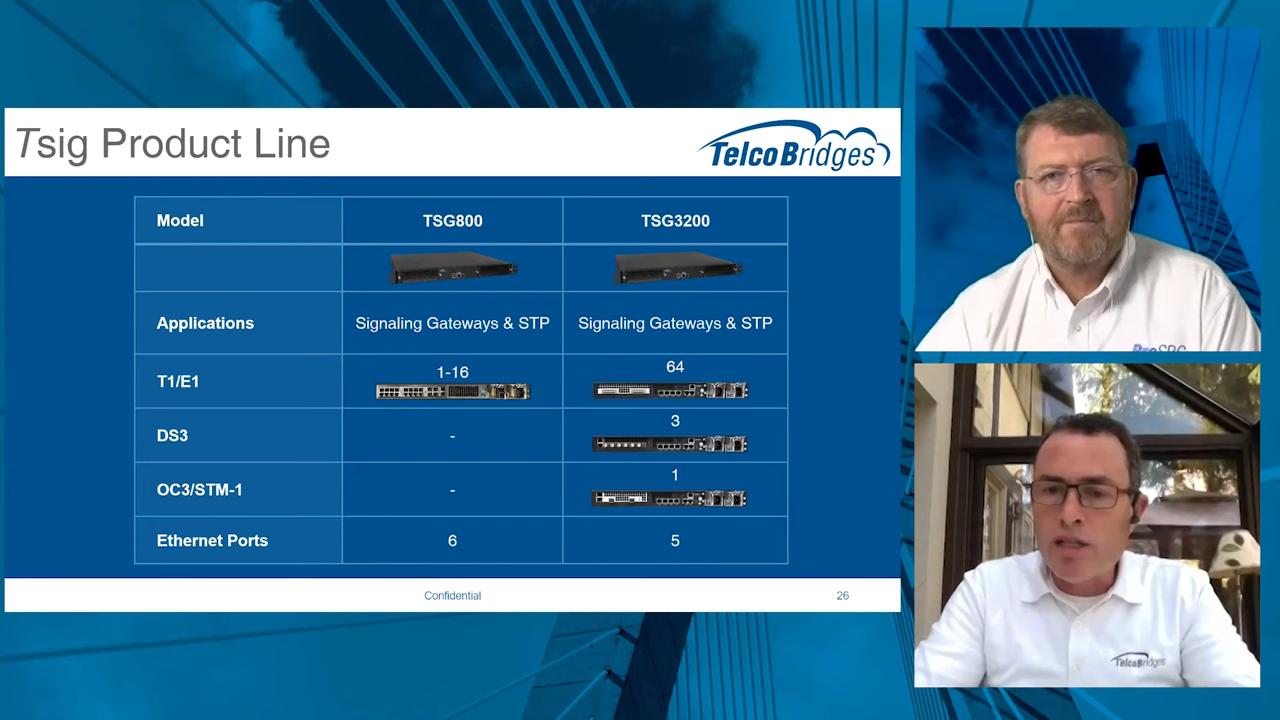 Tsig Product Line
TelcoBridges
Model TSG800 TSG3200
Applications Signaling Gateways & STP Signaling Gateways & STP
T1/E1 1-16 64
DS3 - 3
OC3/STM-1 - 1
Ethernet Ports 6 5
Confidential 26
ProSBC
TelcoBridges